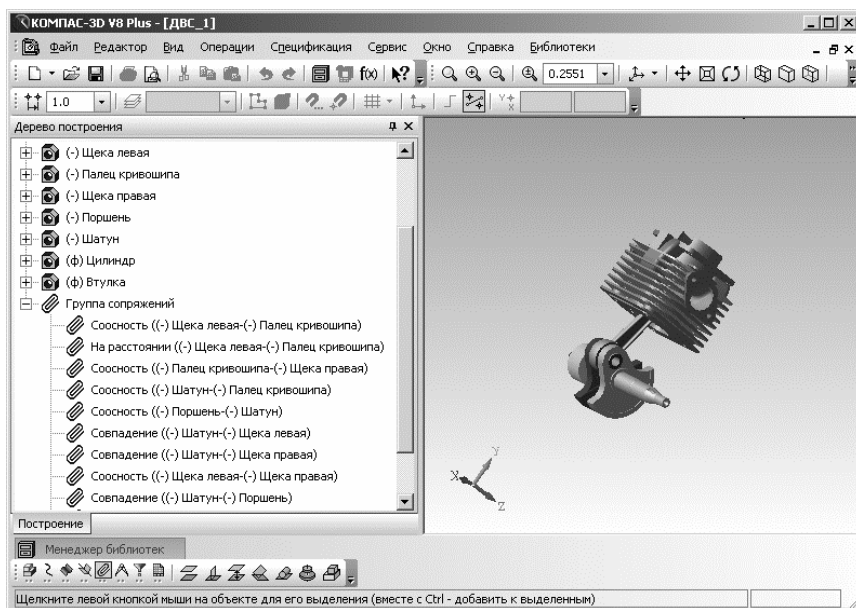 КОМПАС-3D V8 Plus - [ДВС_1]
Файл Редактор Вид Операции Спецификация Сервис Окно Справка Библиотеки
f(x) 0.2551
1.0
Дерево построения
(-) Щека левая
(-) Палец кривошипа
(-) Щека правая
(-) Поршень
(-) Шатун
(ф) Цилиндр
(ф) Втулка
Группа сопряжений
Соосность ((-) Щека левая-(-) Палец кривошипа)
На расстоянии ((-) Щека левая-(-) Палец кривошипа)
Соосность ((-) Палец кривошипа-(-) Щека правая)
Соосность ((-) Шатун-(-) Палец кривошипа)
Соосность ((-) Поршень-(-) Шатун)
Совпадение ((-) Шатун-(-) Щека левая)
Совпадение ((-) Шатун-(-) Щека правая)
Соосность ((-) Щека левая-(-) Щека правая)
Совпадение ((-) Шатун-(-) Поршень)
Y
X
Z
Построение
Менеджер библиотек
Щелкните левой кнопкой мыши на объекте для его выделения (вместе с Ctrl - добавить к выделенным)